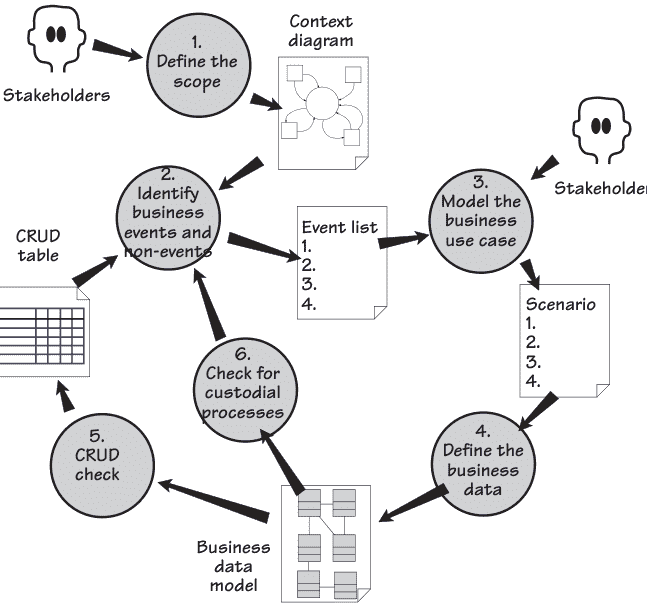 Context
diagram
1.
Define the
scope
Stakeholders
2.
Identify
business
events and
non-events
3.
Model the
business
use case
Stakeholder
CRUD
table
Event list
1.
2.
3.
4.
Scenario
1.
2.
3.
4.
6.
Check for
custodial
processes
5.
CRUD
check
4.
Define the
business
data
Business
data
model